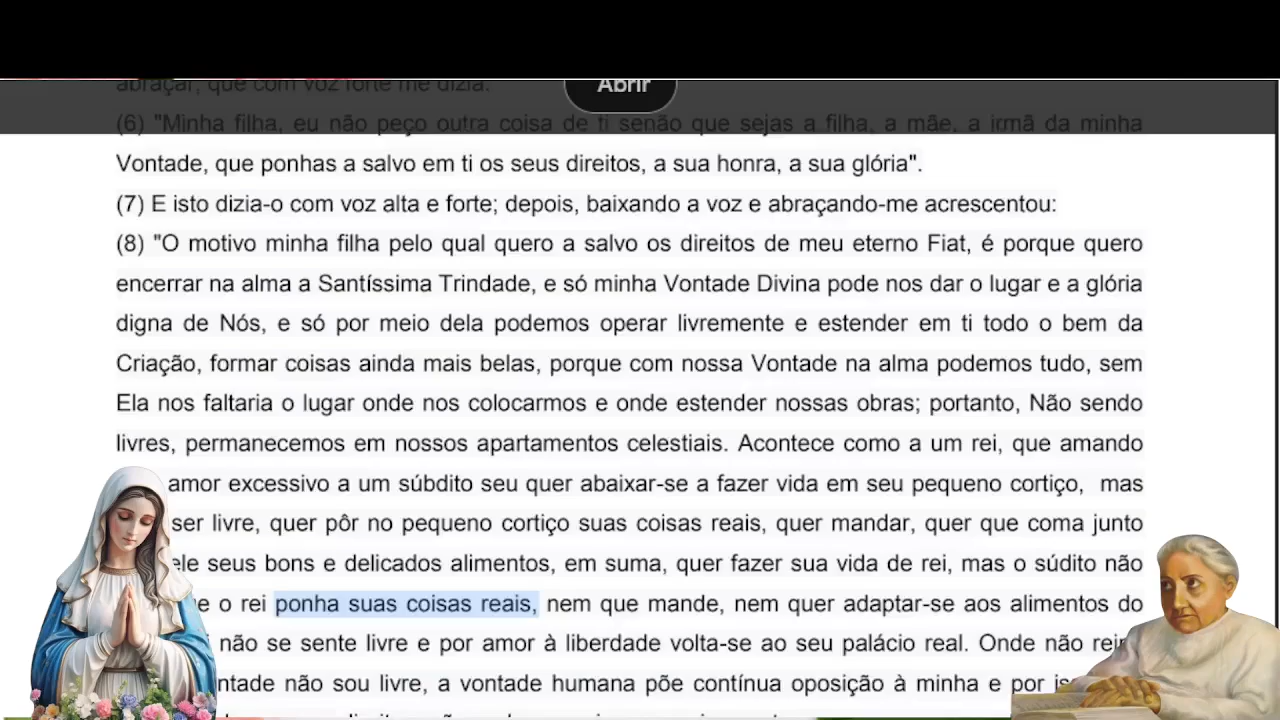 abraçar, que com voz forte me dizia:
Abrir
(6) "Minha filha, eu não peço outra coisa de ti senão que sejas a filha, a mãe, a irmã da minha
Vontade, que ponhas a salvo em ti os seus direitos, a sua honra, a sua glória".
(7) E isto dizia-o com voz alta e forte; depois, baixando a voz e abraçando-me acrescentou:
(8) "O motivo minha filha pelo qual quero a salvo os direitos de meu eterno Fiat, é porque quero
encerrar na alma a Santíssima Trindade, e só minha Vontade Divina pode nos dar o lugar e a glória
digna de Nós, e só por meio dela podemos operar livremente e estender em ti todo o bem da
Criação, formar coisas ainda mais belas, porque com nossa Vontade na alma podemos tudo, sem
Ela nos faltaria o lugar onde nos colocarmos e onde estender nossas obras; portanto, Não sendo
livres, permanecemos em nossos apartamentos celestiais. Acontece como a um rei, que amando
amor excessivo a um súbdito seu quer abaixar-se a fazer vida em seu pequeno cortiço, mas
ser livre, quer pôr no pequeno cortiço suas coisas reais, quer mandar, quer que coma junto
ele seus bons e delicados alimentos, em suma, quer fazer sua vida de rei, mas o súdito não
o rei ponha suas coisas reais, nem que mande, nem quer adaptar-se aos alimentos do
não se sente livre e por amor à liberdade volta-se ao seu palácio real. Onde não
não sou livre, a vontade humana põe contínua oposição à minha e por